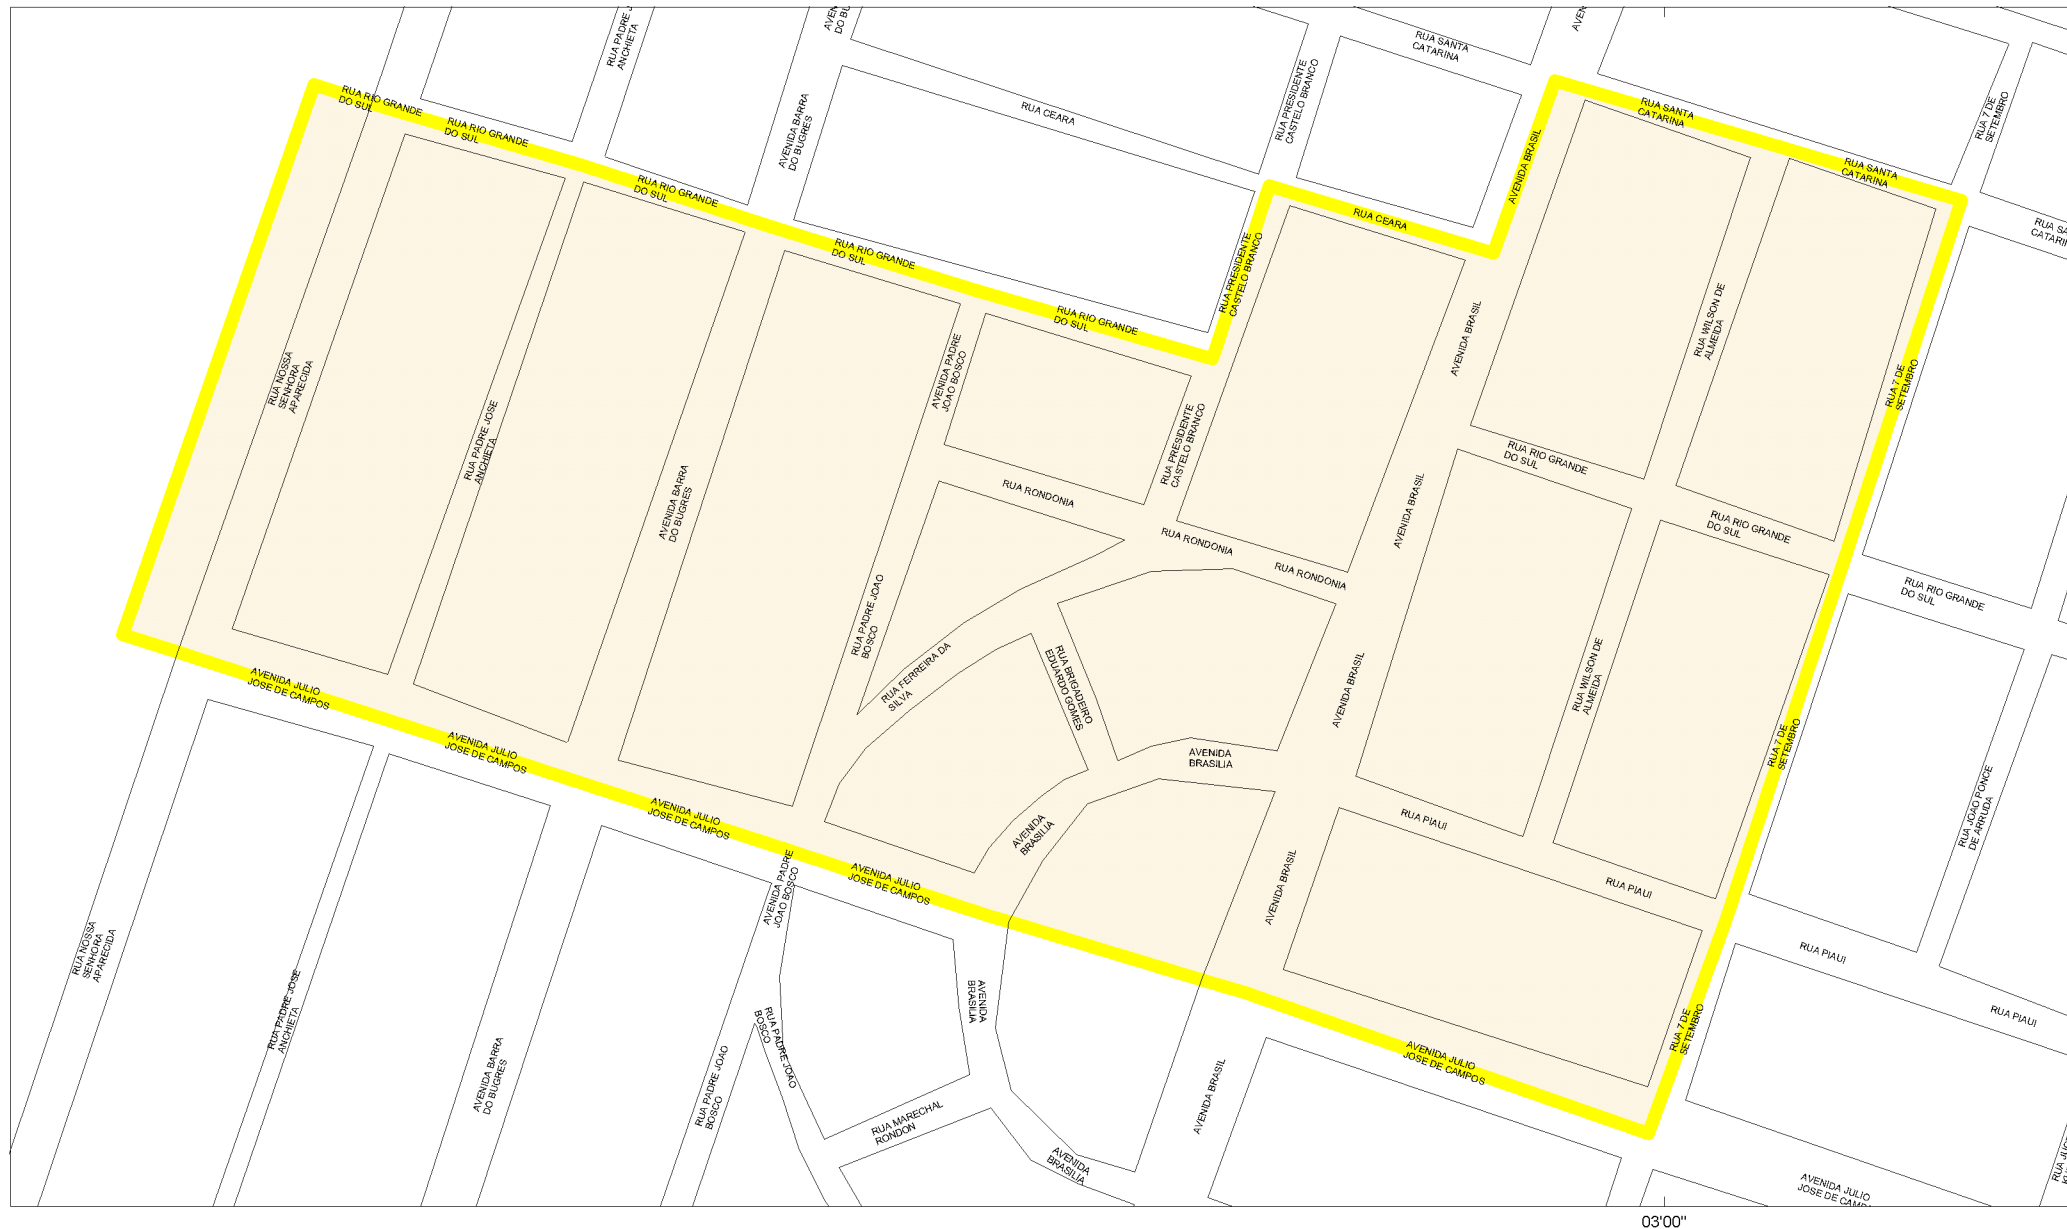 RUA PADRE J
ANCHIETA
AVEN
DO BU
RUA SANTA
CATARINA
AVEN
RUA RIO GRANDE
DO SUL
RUA RIO GRANDE
DO SUL
AVENIDA BARRA
DO BUGRES
RUA CEARA
RUA PRESIDENTE
CASTELO BRANCO
AVENIDA BRASIL
RUA SANTA
CATARINA
RUA 7 DE
SETEMBRO
RUA SANTA
CATARINA
RUA RIO GRANDE
DO SUL
RUA CEARA
RUA SA
CATARI
RUA RIO GRANDE
DO SUL
RUA PRESIDENTE
CASTELO BRANCO
RUA RIO GRANDE
DO SUL
RUA NOSSA
SENHORA
APARECIDA
AVENIDA PADRE
JOAO BOSCO
AVENIDA BRASIL
RUA WILSON DE
ALMEIDA
RUA 7 DE
SETEMBRO
RUA PADRE JOSE
ANCHIETA
AVENIDA BARRA
DO BUGRES
RUA PRESIDENTE
CASTELO BRANCO
RUA RONDONIA
AVENIDA BRASIL
RUA RIO GRANDE
DO SUL
RUA RIO GRANDE
DO SUL
RUA RONDONIA
RUA RONDONIA
RUA RIO GRANDE
DO SUL
RUA PADRE JOAO
BOSCO
RUA FERREIRA DA
SILVA
RUA BRIGADEIRO
EDUARDO GOMES
AVENIDA BRASIL
RUA WILSON DE
ALMEIDA
AVENIDA JULIO
JOSE DE CAMPOS
AVENIDA JULIO
JOSE DE CAMPOS
AVENIDA
BRASILIA
RUA 7 DE
SETEMBRO
AVENIDA JULIO
JOSE DE CAMPOS
AVENIDA
BRASILIA
RUA PIAUI
RUA JOAO PONCE
DE ARRUDA
AVENIDA PADRE
JOAO BOSCO
AVENIDA JULIO
JOSE DE CAMPOS
AVENIDA BRASIL
RUA PIAUI
RUA NOSSA
SENHORA
APARECIDA
RUA PIAUI
RUA PADRE JOSE
ANCHIETA
AVENIDA
BRASILIA
RUA PIAUI
RUA PADRE JOAO
BOSCO
RUA 7 DE
SETEMBRO
AVENIDA BARRA
DO BUGRES
RUA PADRE JOAO
BOSCO
AVENIDA JULIO
JOSE DE CAMPOS
AVENIDA BRASIL
RUA MARECHAL
RONDON
AVENIDA
BRASILIA
AVENIDA JULIO
JOSE DE CAM
03'00"